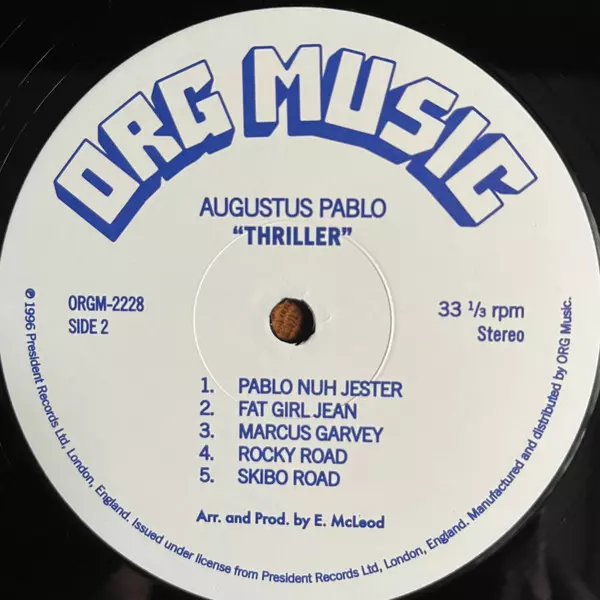 ORG MUSIC
AUGUSTUS PABLO
“THRILLER”
ORGM-2228
SIDE 2
33 ⅓ rpm
Stereo
1. PABLO NUH JESTER
2. FAT GIRL JEAN
3. MARCUS GARVEY
4. ROCKY ROAD
5. SKIBO ROAD
Arr. and Prod. by E. McLeod
℗ 1996 President Records Ltd, London, England. Issued under license from President Records Ltd, London, England. Manufactured and distributed by ORG Music.